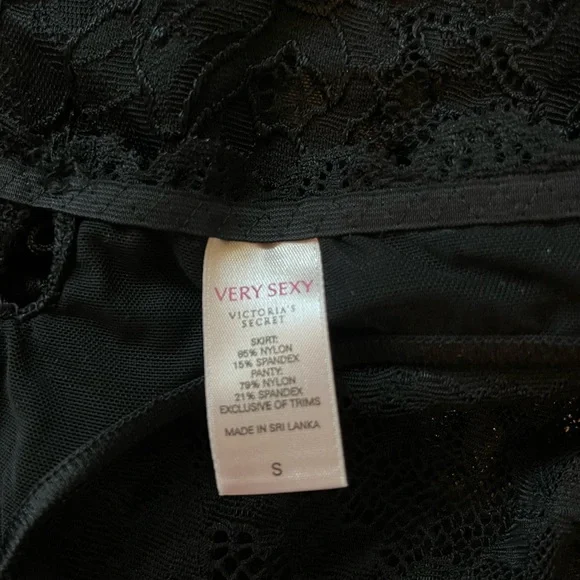 VERY SEXY
VICTORIA'S
SECRET
SKIRT:
85% NYLON
15% SPANDEX
PANTY:
79% NYLON
21% SPANDEX
EXCLUSIVE OF TRIMS
MADE IN SRI LANKA
S